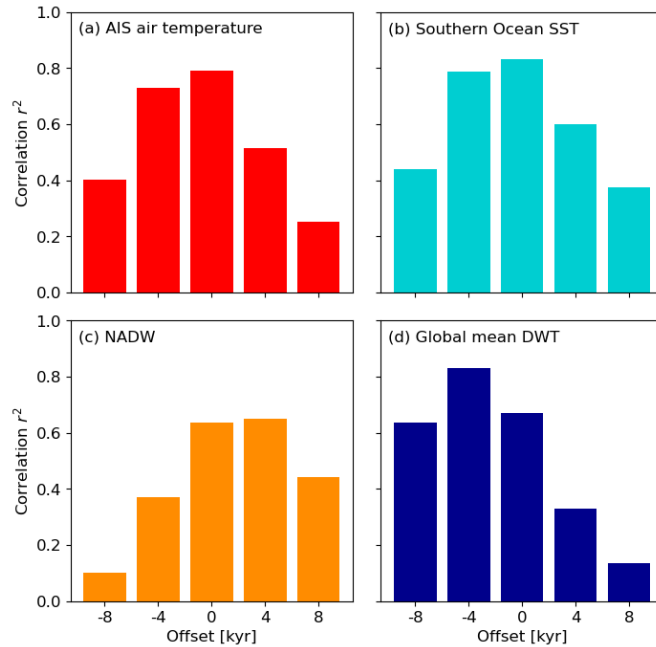 (a) AIS air temperature
(b) Southern Ocean SST
1.0
0.8
0.6
0.4
0.2
0.0
Correlation r²
(c) NADW
(d) Global mean DWT
1.0
0.8
0.6
0.4
0.2
0.0
Correlation r²
-8 -4 0 4 8
-8 -4 0 4 8
Offset [kyr]
Offset [kyr]